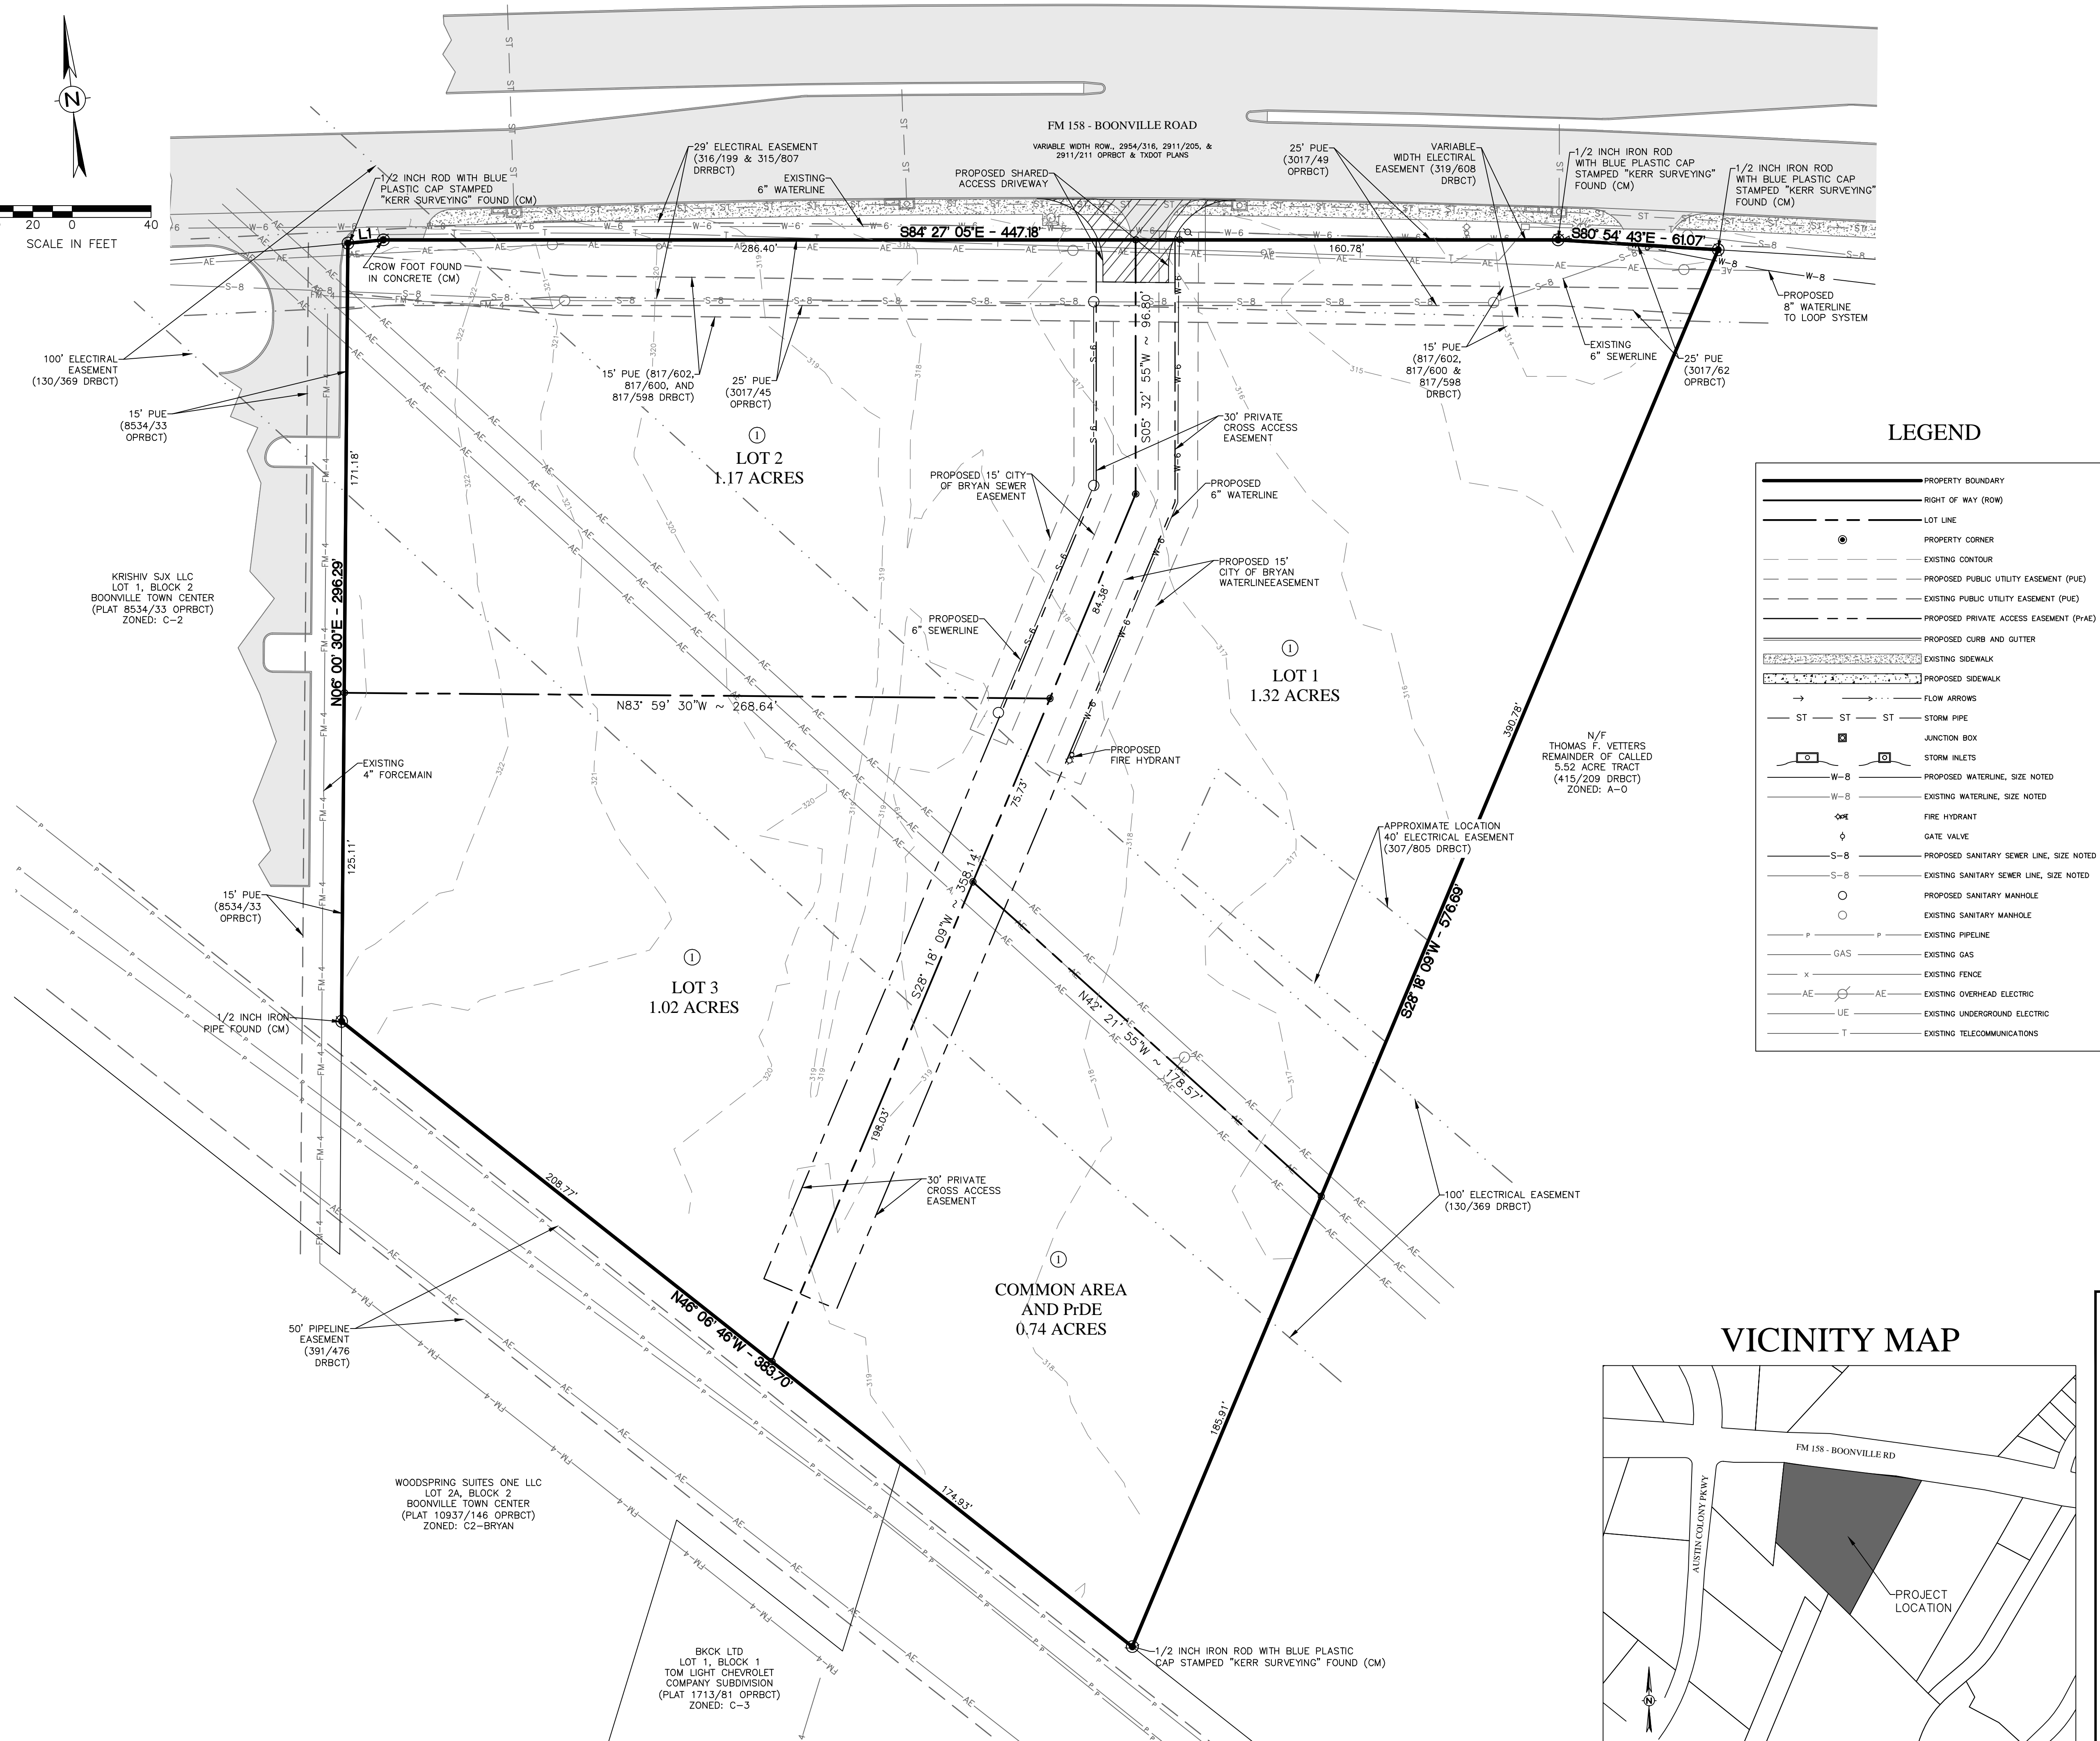 N
20
0
40
SCALE IN FEET
FM 158 - BOONVILLE ROAD
VARIABLE WIDTH ROW., 2954/316, 2911/205, &
2911/211 OPRBCT & TXDOT PLANS
1/2 INCH ROD WITH BLUE
PLASTIC CAP STAMPED
"KERR SURVEYING" FOUND (CM)
29' ELECTIRAL EASEMENT
(316/199 & 315/807
DRRBCT)
EXISTING
6" WATERLINE
PROPOSED SHARED
ACCESS DRIVEWAY
25' PUE
(3017/49
OPRBCT)
VARIABLE
WIDTH ELECTIRAL
EASEMENT (319/608
DRBCT)
1/2 INCH IRON ROD
WITH BLUE PLASTIC CAP
STAMPED "KERR SURVEYING"
FOUND (CM)
1/2 INCH IRON ROD
WITH BLUE PLASTIC CAP
STAMPED "KERR SURVEYING"
FOUND (CM)
L1
S84° 27' 05"E - 447.18'
286.40'
160.78'
S80° 54' 43"E - 61.07'
CROW FOOT FOUND
IN CONCRETE (CM)
PROPOSED
8" WATERLINE
TO LOOP SYSTEM
100' ELECTIRAL
EASEMENT
(130/369 DRBCT)
15' PUE
(8534/33
OPRBCT)
15' PUE (817/602,
817/600, AND
817/598 DRBCT)
25' PUE
(3017/45
OPRBCT)
15' PUE
(817/602,
817/600 &
817/598
DRBCT)
EXISTING
6" SEWERLINE
25' PUE
(3017/62
OPRBCT)
S05° 32' 55"W ~ 96.80'
30' PRIVATE
CROSS ACCESS
EASEMENT
1
LOT 2
1.17 ACRES
171.18'
PROPOSED 15' CITY
OF BRYAN SEWER
EASEMENT
PROPOSED
6" WATERLINE
PROPOSED 15'
CITY OF BRYAN
WATERLINEEASEMENT
KRISHIV SJX LLC
LOT 1, BLOCK 2
BOONVILLE TOWN CENTER
(PLAT 8534/33 OPRBCT)
ZONED: C-2
N06° 00' 30"E - 296.29'
84.38'
PROPOSED
6" SEWERLINE
1
LOT 1
1.32 ACRES
N83° 59' 30"W ~ 268.64'
390.78'
N/F
THOMAS F. VETTERS
REMAINDER OF CALLED
5.52 ACRE TRACT
(415/209 DRBCT)
ZONED: A-O
EXISTING
4" FORCEMAIN
PROPOSED
FIRE HYDRANT
75.73'
125.11'
APPROXIMATE LOCATION
40' ELECTRICAL EASEMENT
(307/805 DRBCT)
15' PUE
(8534/33
OPRBCT)
S28° 18' 09"W ~ 358.14'
S28° 18' 09"W - 576.69'
1
LOT 3
1.02 ACRES
N42° 21' 55"W ~ 178.57'
1/2 INCH IRON
PIPE FOUND (CM)
198.03'
208.77'
30' PRIVATE
CROSS ACCESS
EASEMENT
100' ELECTRICAL EASEMENT
(130/369 DRBCT)
1
COMMON AREA
AND PrDE
0.74 ACRES
50' PIPELINE
EASEMENT
(391/476
DRBCT)
N46° 06' 46"W - 383.70'
185.91'
174.93'
WOODSPRING SUITES ONE LLC
LOT 2A, BLOCK 2
BOONVILLE TOWN CENTER
(PLAT 10937/146 OPRBCT)
ZONED: C2-BRYAN
BKCK LTD
LOT 1, BLOCK 1
TOM LIGHT CHEVROLET
COMPANY SUBDIVISION
(PLAT 1713/81 OPRBCT)
ZONED: C-3
1/2 INCH IRON ROD WITH BLUE PLASTIC
CAP STAMPED "KERR SURVEYING" FOUND (CM)
LEGEND
PROPERTY BOUNDARY
RIGHT OF WAY (ROW)
LOT LINE
PROPERTY CORNER
EXISTING CONTOUR
PROPOSED PUBLIC UTILITY EASEMENT (PUE)
EXISTING PUBLIC UTILITY EASEMENT (PUE)
PROPOSED PRIVATE ACCESS EASEMENT (PrAE)
PROPOSED CURB AND GUTTER
EXISTING SIDEWALK
PROPOSED SIDEWALK
FLOW ARROWS
ST ST ST STORM PIPE
JUNCTION BOX
STORM INLETS
W-8 PROPOSED WATERLINE, SIZE NOTED
W-8 EXISTING WATERLINE, SIZE NOTED
FIRE HYDRANT
GATE VALVE
S-8 PROPOSED SANITARY SEWER LINE, SIZE NOTED
S-8 EXISTING SANITARY SEWER LINE, SIZE NOTED
PROPOSED SANITARY MANHOLE
EXISTING SANITARY MANHOLE
P P EXISTING PIPELINE
GAS EXISTING GAS
X EXISTING FENCE
AE AE EXISTING OVERHEAD ELECTRIC
UE EXISTING UNDERGROUND ELECTRIC
T EXISTING TELECOMMUNICATIONS
VICINITY MAP
FM 158 - BOONVILLE RD
AUSTIN COLONY PKWY
PROJECT
LOCATION
N